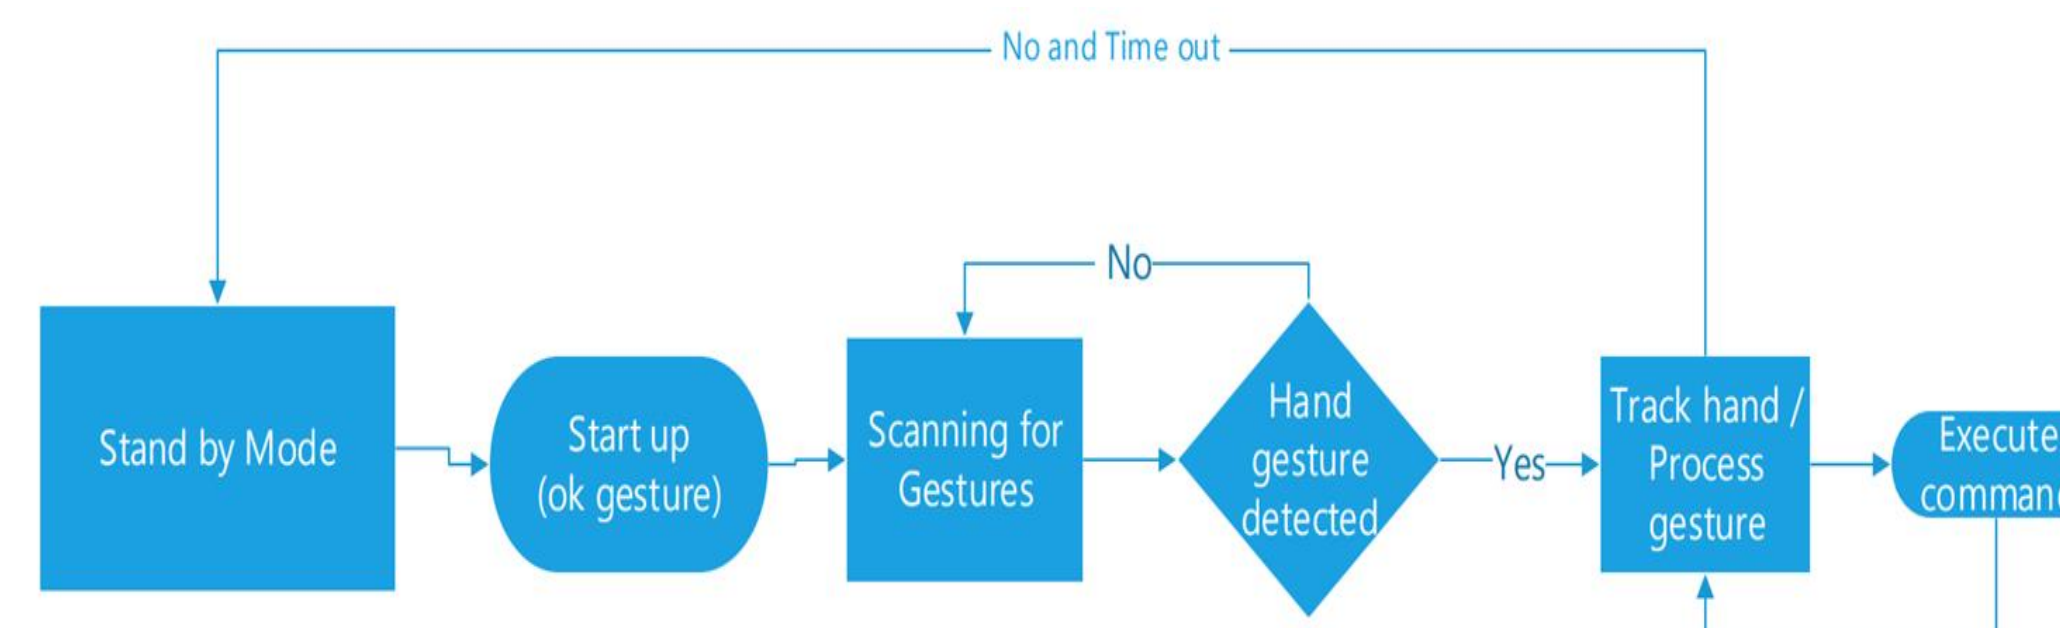 No and Time out
No
Stand by Mode
Start up
(ok gesture)
Scanning for
Gestures
Hand
gesture
detected
Yes
Track hand /
Process
gesture
Execute